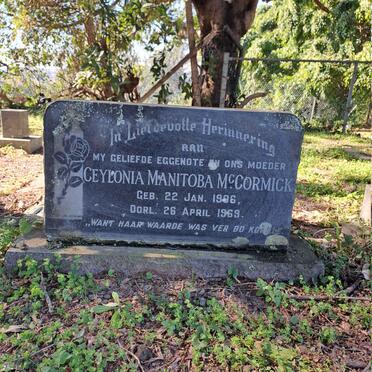 In Liefdevolle Herinnering
aan
my geliefde eggenote en ons moeder
Ceylonia Manitoba McCormick
Geb. 22 Jan. 1906.
Oorl. 26 April 1969.
„Want haar waarde was ver bo